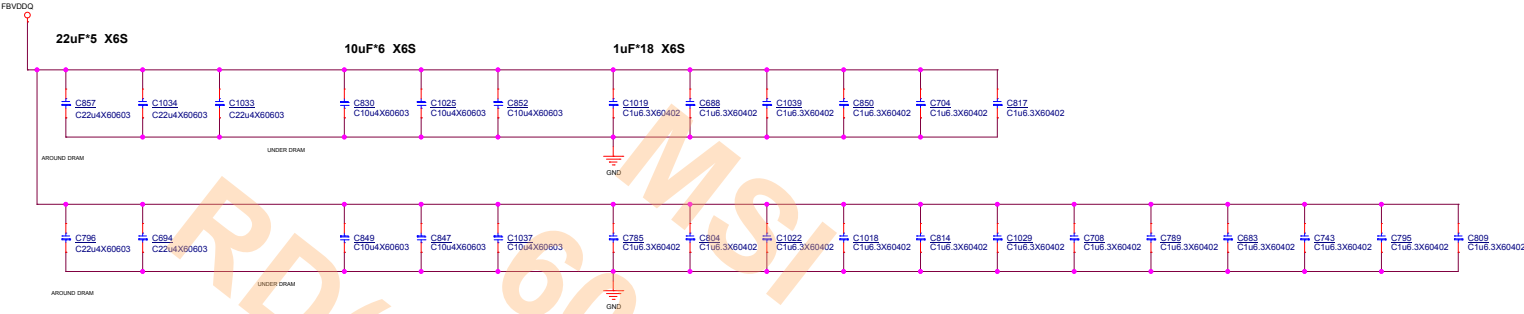 FBVDDQ
22uF*5 X6S
10uF*6 X6S
1uF*18 X6S
C857
C22u4X60603
C1034
C22u4X60603
C1033
C22u4X60603
C830
C10u4X60603
C1025
C10u4X60603
C852
C10u4X60603
C1019
C1u6.3X60402
C688
C1u6.3X60402
C1039
C1u6.3X60402
C850
C1u6.3X60402
C704
C1u6.3X60402
C817
C1u6.3X60402
AROUND DRAM
UNDER DRAM
GND
C796
C22u4X60603
C694
C22u4X60603
C849
C10u4X60603
C847
C10u4X60603
C1037
C10u4X60603
C785
C1u6.3X60402
C804
C1u6.3X60402
C1022
C1u6.3X60402
C1018
C1u6.3X60402
C814
C1u6.3X60402
C1029
C1u6.3X60402
C708
C1u6.3X60402
C789
C1u6.3X60402
C683
C1u6.3X60402
C743
C1u6.3X60402
C795
C1u6.3X60402
C809
C1u6.3X60402
AROUND DRAM
UNDER DRAM
GND
MSI